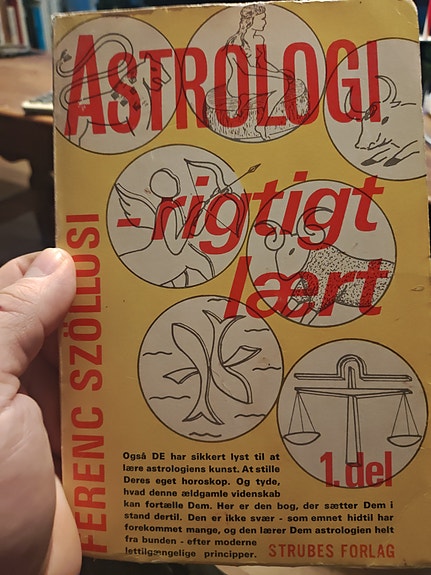 ASTROLOGI
- rigtigt
lært
FERENC SZÖLLOSI
1. del
Også DE har sikkert lyst til at
lære astrologiens kunst. At stille
Deres eget horoskop. Og tyde,
hvad denne ældgamle videnskab
kan fortælle Dem. Her er den bog, der sætter Dem i
stand dertil. Den er ikke svær - som emnet hidtil har
forekommet mange, og den lærer Dem astrologien helt
fra bunden - efter moderne
lettilgængelige principper.
STRUBES FORLAG